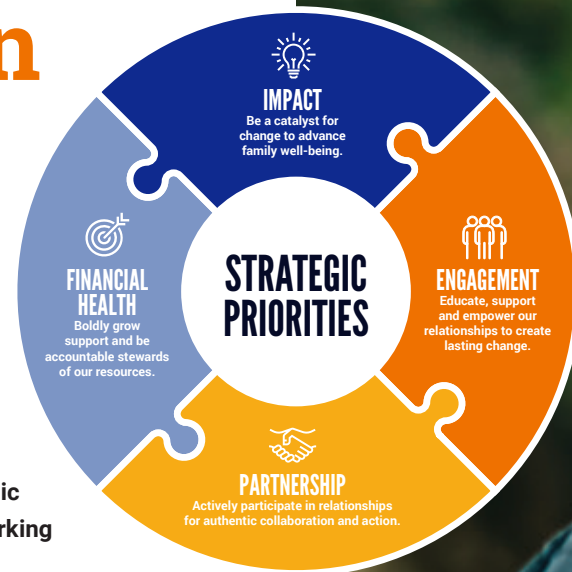 n
IMPACT
Be a catalyst for
change to advance
family well-being.
FINANCIAL
HEALTH
Boldly grow
support and be
accountable stewards
of our resources.
STRATEGIC
PRIORITIES
ENGAGEMENT
Educate, support
and empower our
relationships to create
lasting change.
PARTNERSHIP
Actively participate in relationships
for authentic collaboration and action.
ic
rking